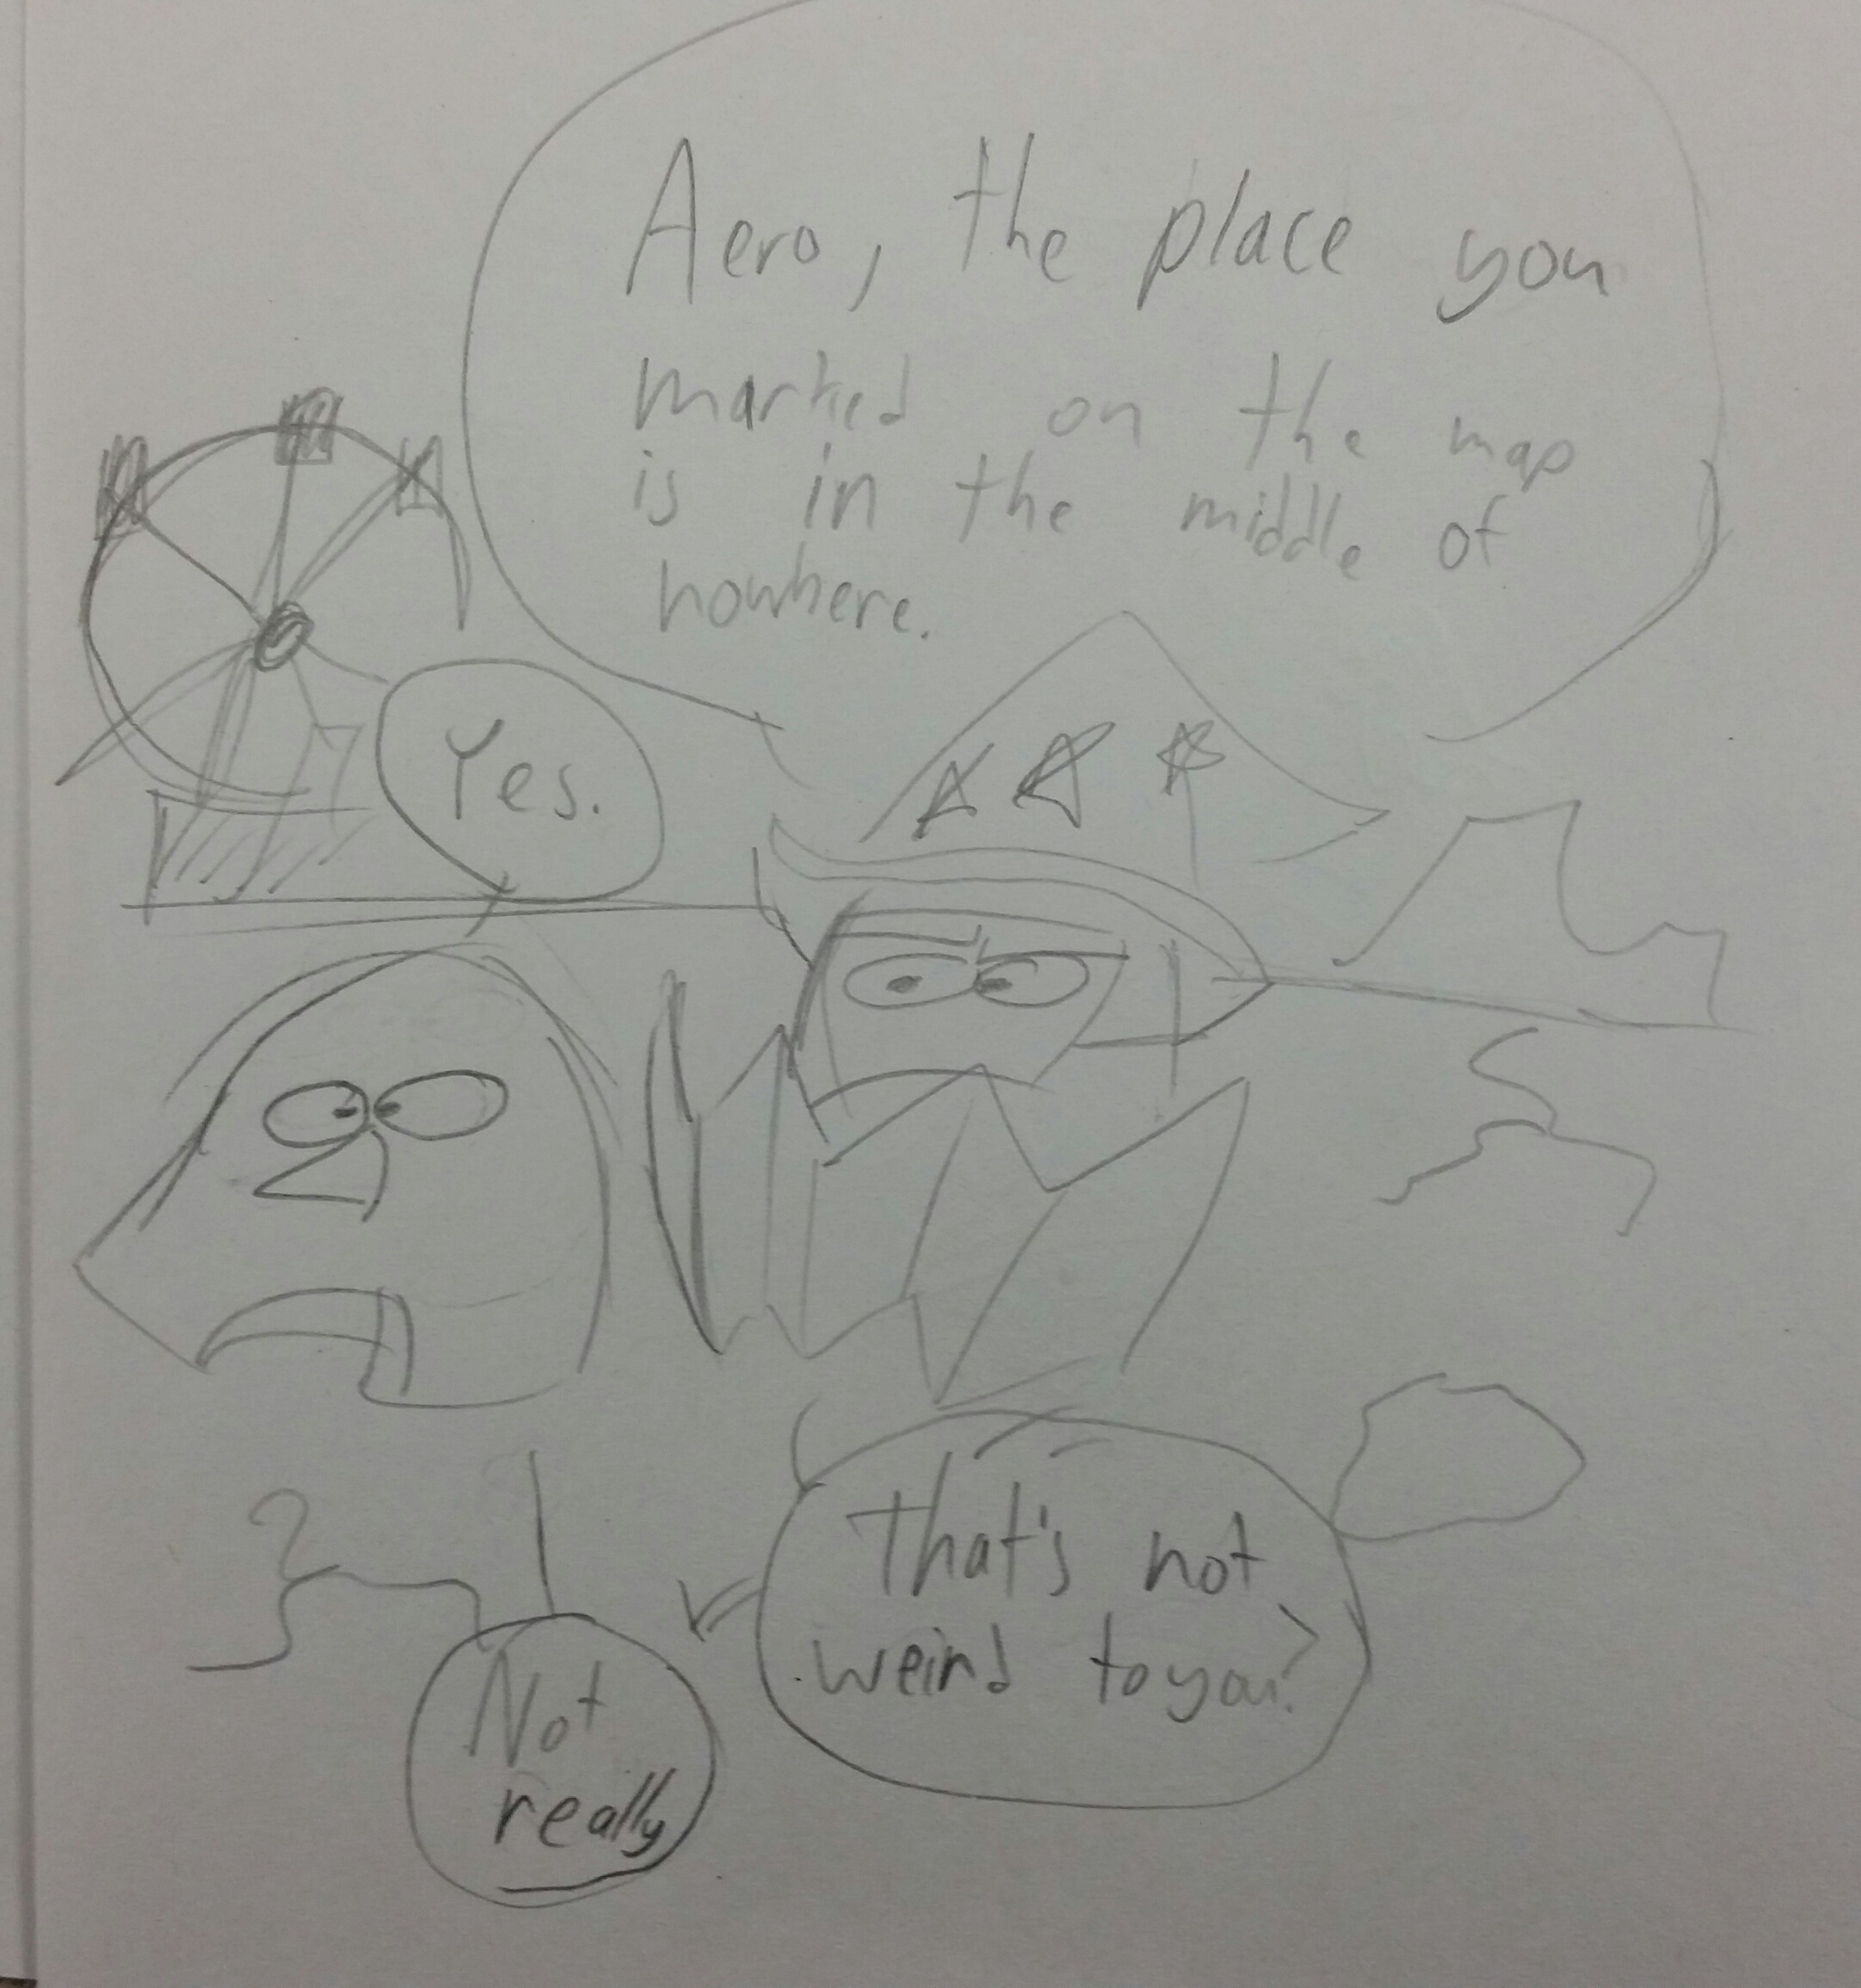 Aero, the place you
marked on the map
is in the middle of
nowhere.
Yes.
That's not
weird to you?
Not
really